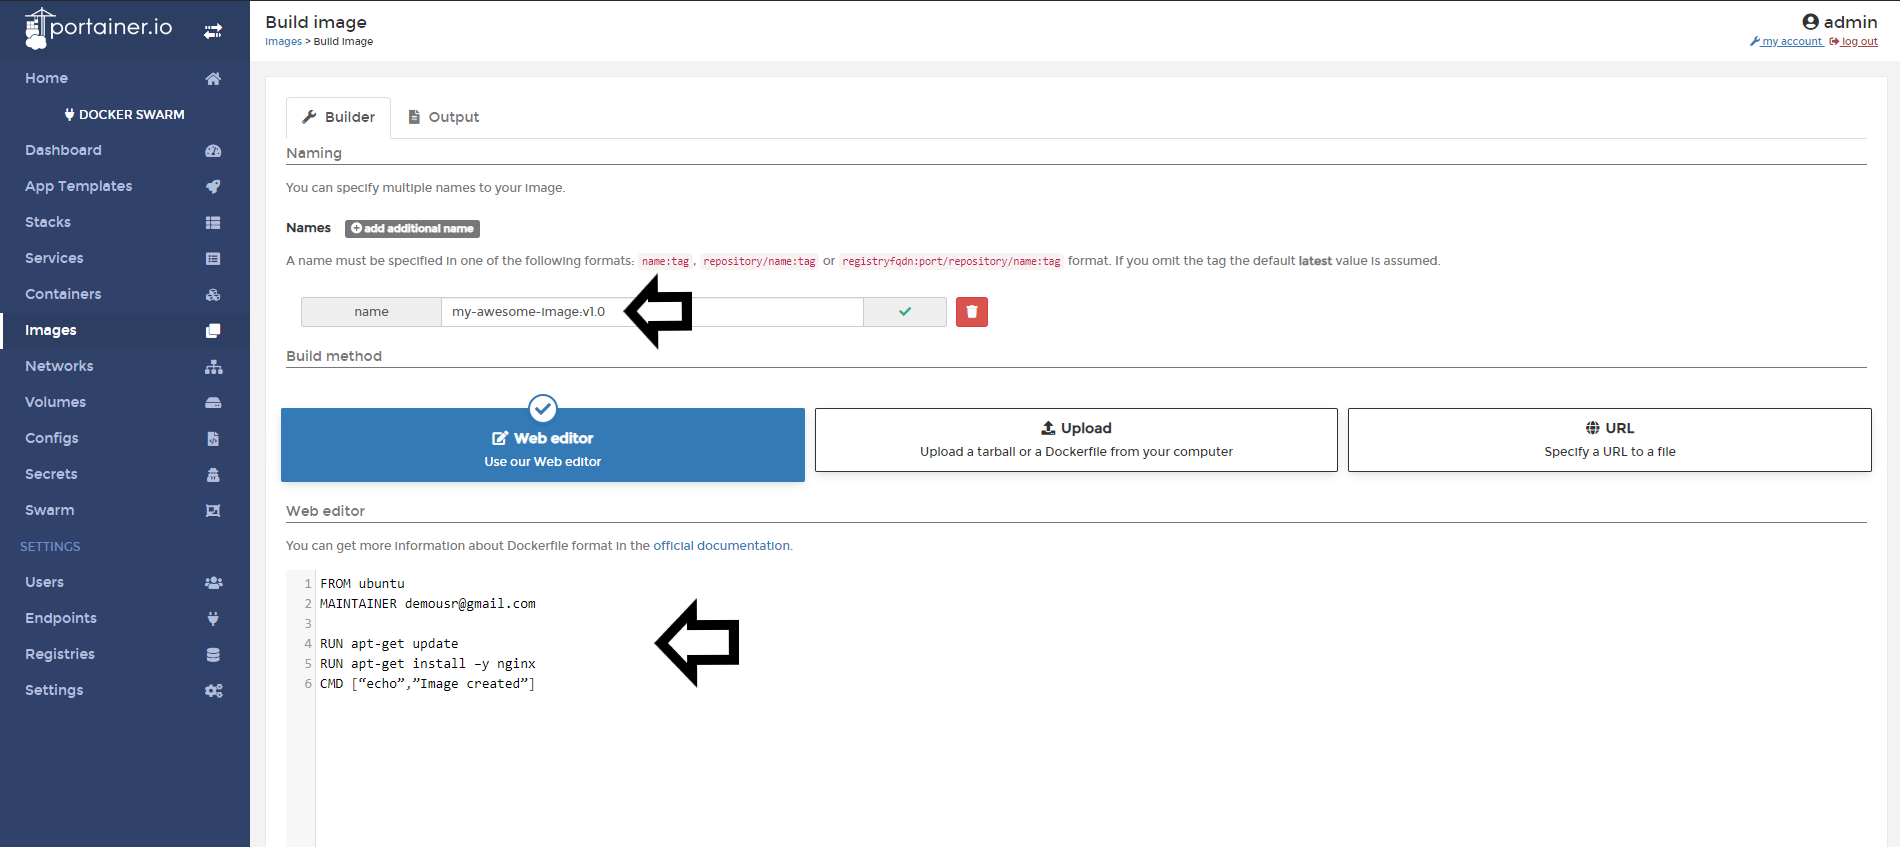 portainer.io
Home
DOCKER SWARM
Dashboard
App Templates
Stacks
Services
Containers
Images
Networks
Volumes
Configs
Secrets
Swarm
SETTINGS
Users
Endpoints
Registries
Settings
Build image
Images > Build image
admin
my account log out
Builder Output
Naming
You can specify multiple names to your image.
Names add additional name
A name must be specified in one of the following formats: name:tag , repository/name:tag or registryfqdn:port/repository/name:tag format. If you omit the tag the default latest value is assumed.
name my-awesome-image:v1.0
Build method
Web editor
Use our Web editor
Upload
Upload a tarball or a Dockerfile from your computer
URL
Specify a URL to a file
Web editor
You can get more information about Dockerfile format in the official documentation.
1 FROM ubuntu
2 MAINTAINER demousr@gmail.com
3
4 RUN apt-get update
5 RUN apt-get install –y nginx
6 CMD [“echo”,”Image created”]